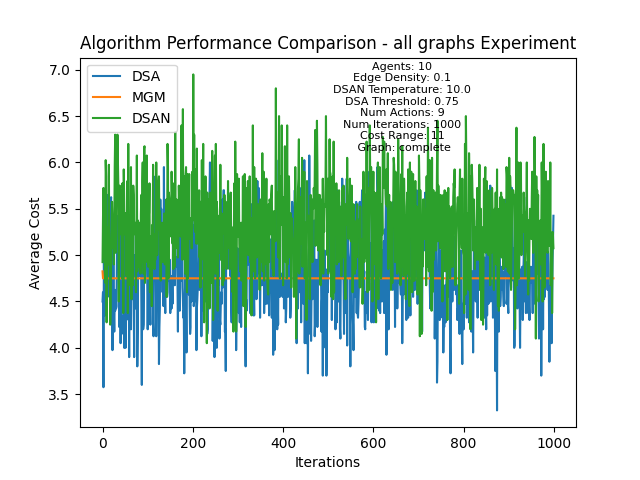 Algorithm Performance Comparison - all graphs Experiment
DSA
MGM
DSAN
Agents: 10
Edge Density: 0.1
DSAN Temperature: 10.0
DSA Threshold: 0.75
Num Actions: 9
Num Iterations: 1000
Cost Range: 11
Graph: complete
Average Cost
7.0
6.5
6.0
5.5
5.0
4.5
4.0
3.5
0 200 400 600 800 1000
Iterations